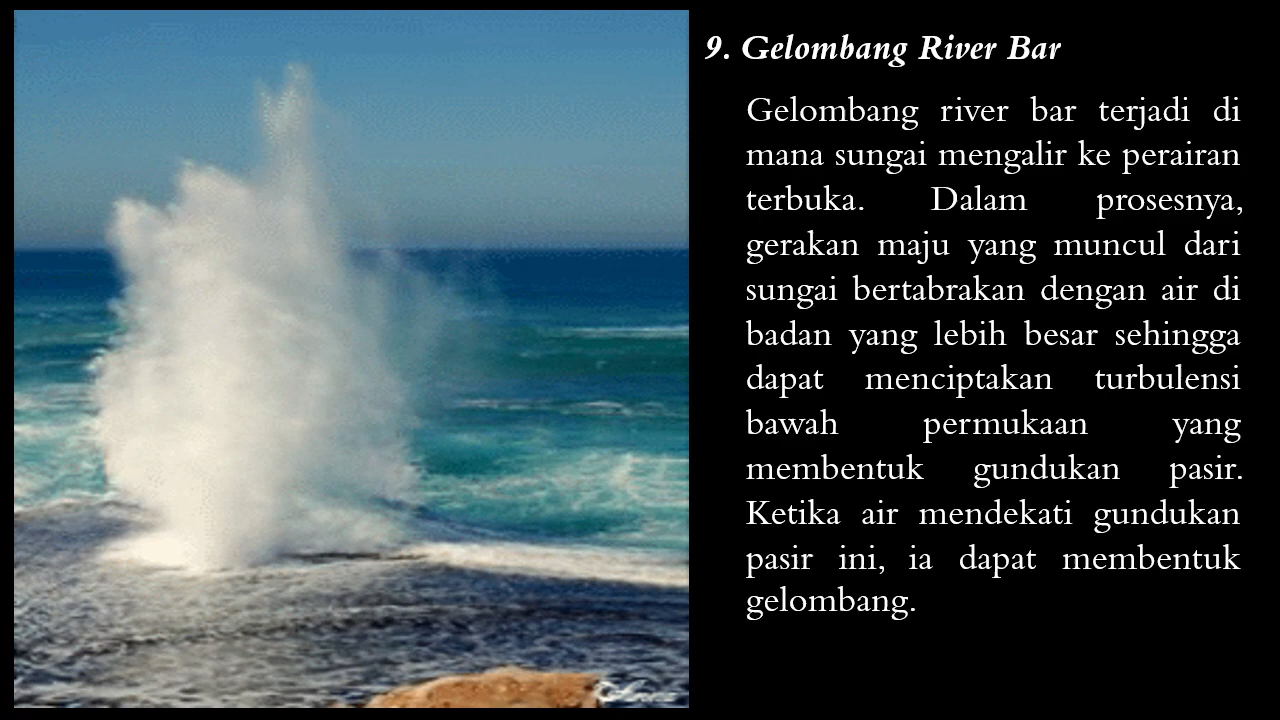 9. Gelombang River Bar
Gelombang river bar terjadi di
mana sungai mengalir ke perairan
terbuka. Dalam prosesnya,
gerakan maju yang muncul dari
sungai bertabrakan dengan air di
badan yang lebih besar sehingga
dapat menciptakan turbulensi
bawah permukaan yang
membentuk gundukan pasir.
Ketika air mendekati gundukan
pasir ini, ia dapat membentuk
gelombang.